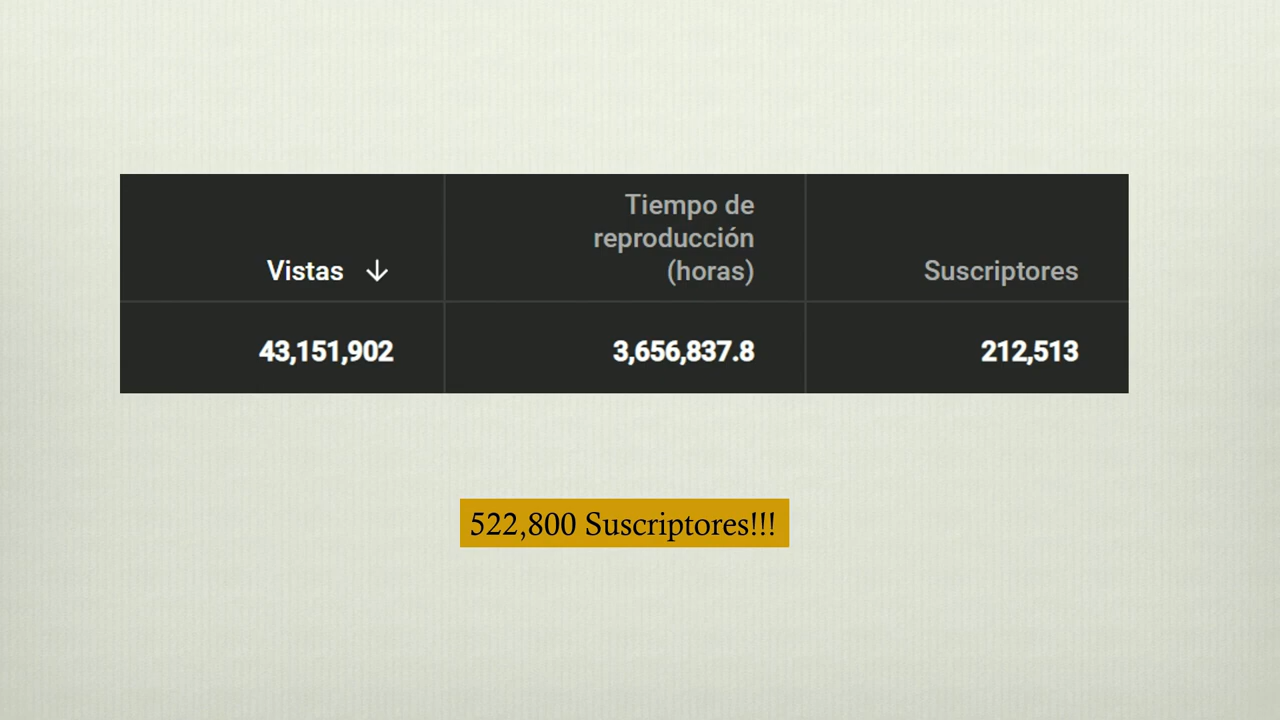 Vistas ↓
Tiempo de
reproducción
(horas)
Suscriptores
43,151,902
3,656,837.8
212,513
522,800 Suscriptores!!!